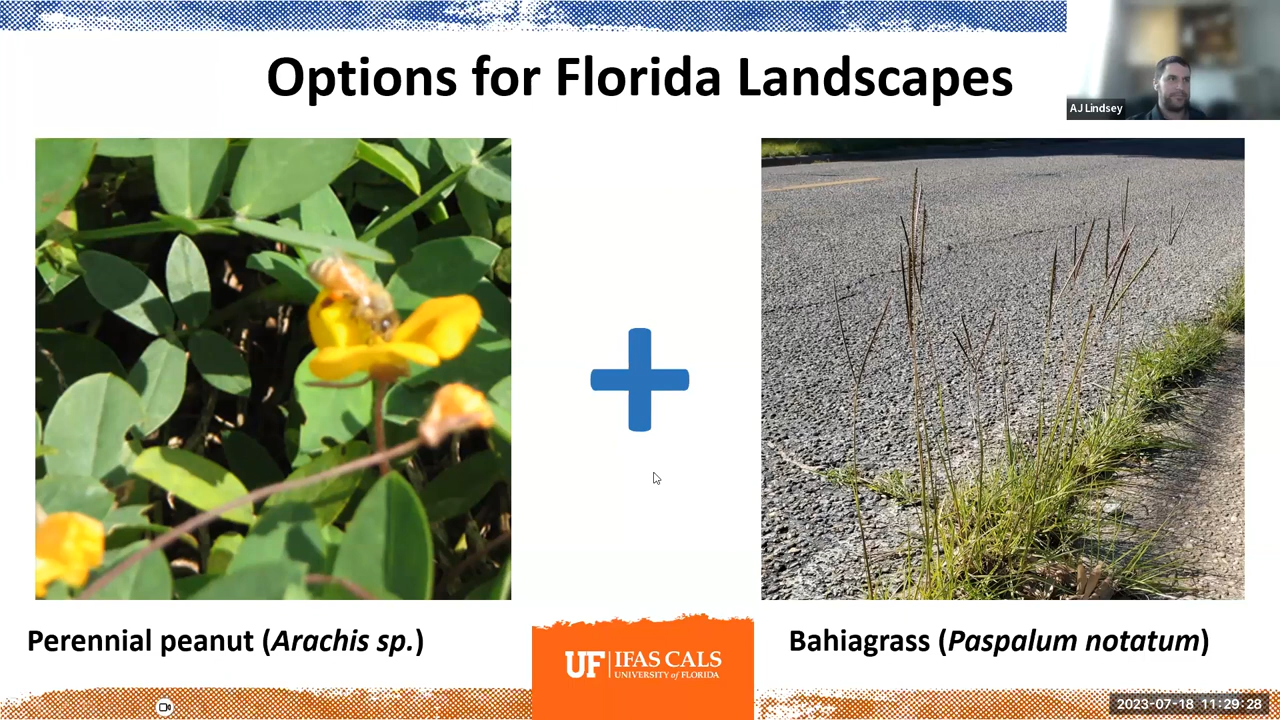 Options for Florida Landscapes
AJ Lindsey
Perennial peanut (Arachis sp.)
Bahiagrass (Paspalum notatum)
UF | IFAS CALS
UNIVERSITY of FLORIDA
2023-07-18 11:29:28